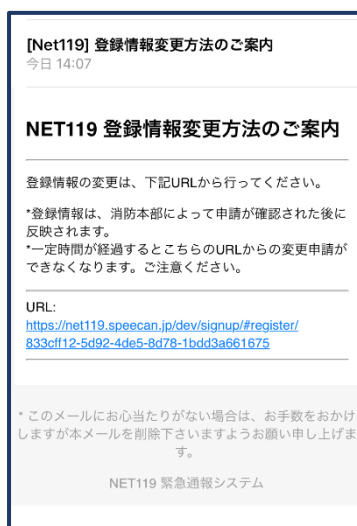 [Net119] 登録情報変更方法のご案内
今日 14:07
NET119 登録情報変更方法のご案内
登録情報の変更は、下記URLから行ってください。
*登録情報は、消防本部によって申請が確認された後に
反映されます。
*一定時間が経過するとこちらのURLからの変更申請が
できなくなります。ご注意ください。
URL:
https://net119.speecan.jp/dev/signup/#register/
833cff12-5d92-4de5-8d78-1bdd3a661675
* このメールにお心当たりがない場合は、お手数をおかけ
しますが本メールを削除下さいますようお願い申し上げま
す。
NET119 緊急通報システム